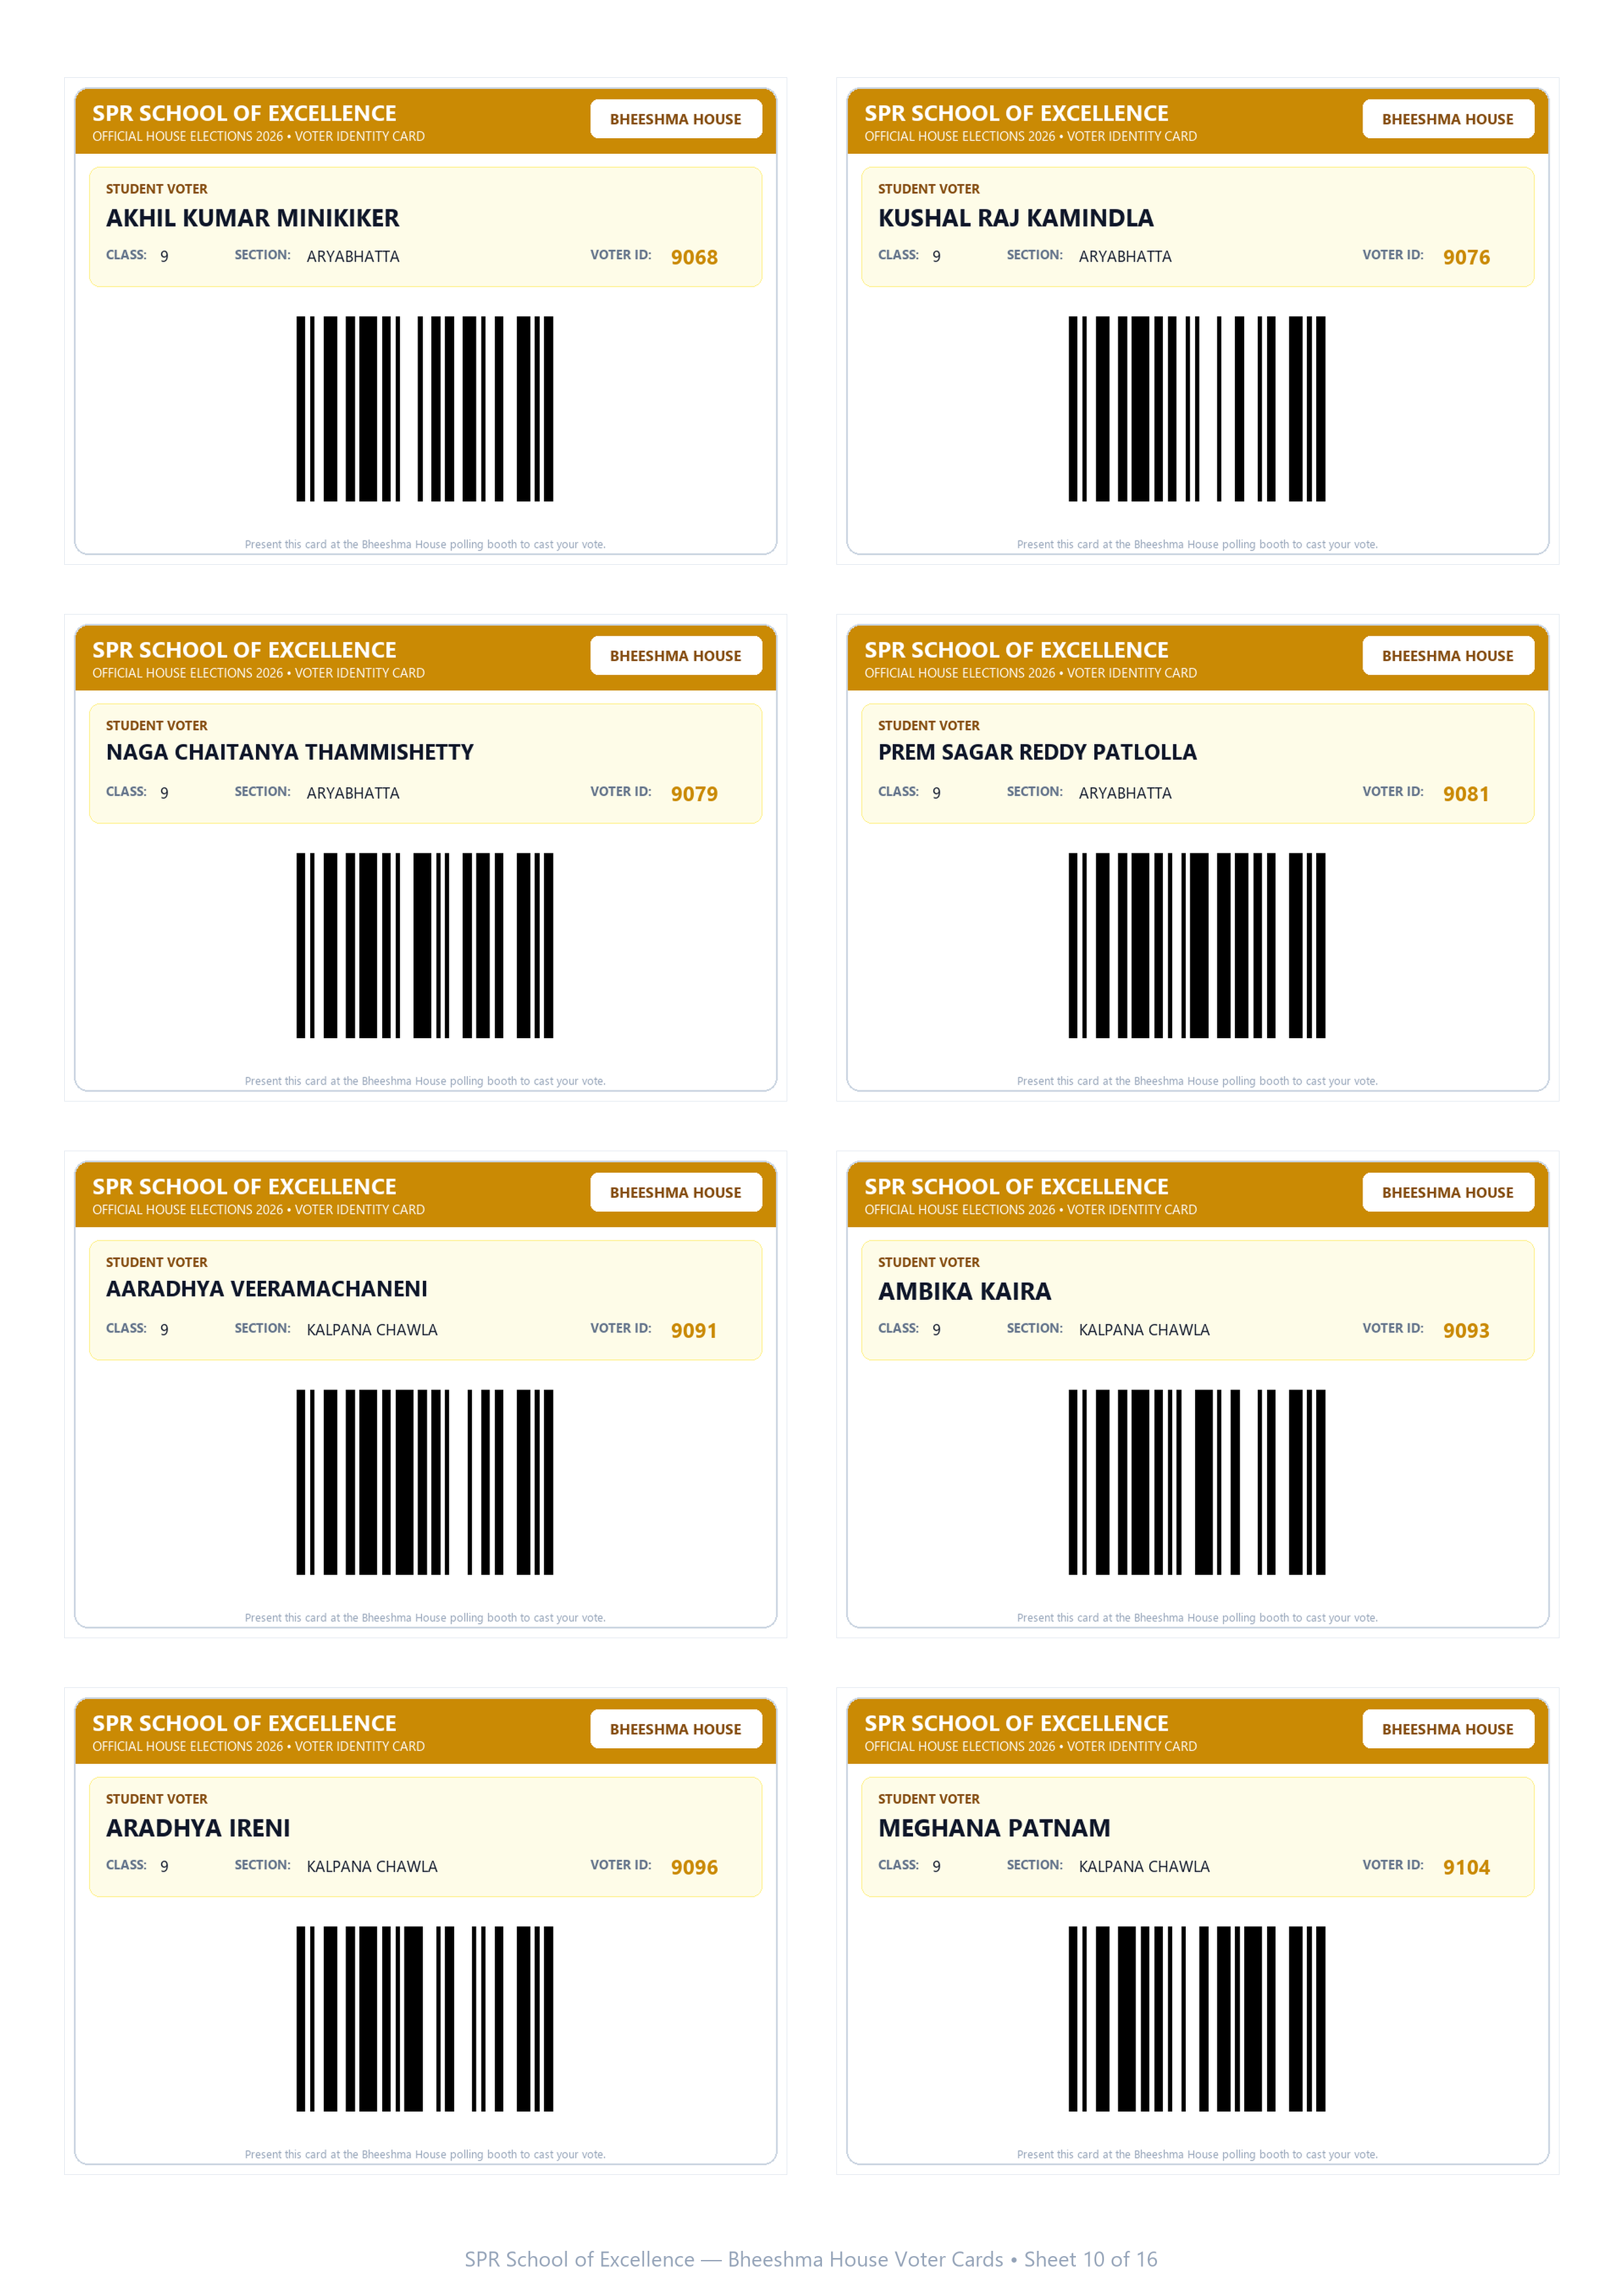 SPR SCHOOL OF EXCELLENCE
OFFICIAL HOUSE ELECTIONS 2026 • VOTER IDENTITY CARD
BHEESHMA HOUSE
STUDENT VOTER
AKHIL KUMAR MINIKIKER
CLASS: 9 SECTION: ARYABHATTA VOTER ID: 9068
Present this card at the Bheeshma House polling booth to cast your vote.
SPR SCHOOL OF EXCELLENCE
OFFICIAL HOUSE ELECTIONS 2026 • VOTER IDENTITY CARD
BHEESHMA HOUSE
STUDENT VOTER
KUSHAL RAJ KAMINDLA
CLASS: 9 SECTION: ARYABHATTA VOTER ID: 9076
Present this card at the Bheeshma House polling booth to cast your vote.
SPR SCHOOL OF EXCELLENCE
OFFICIAL HOUSE ELECTIONS 2026 • VOTER IDENTITY CARD
BHEESHMA HOUSE
STUDENT VOTER
NAGA CHAITANYA THAMMISHETTY
CLASS: 9 SECTION: ARYABHATTA VOTER ID: 9079
Present this card at the Bheeshma House polling booth to cast your vote.
SPR SCHOOL OF EXCELLENCE
OFFICIAL HOUSE ELECTIONS 2026 • VOTER IDENTITY CARD
BHEESHMA HOUSE
STUDENT VOTER
PREM SAGAR REDDY PATLOLLA
CLASS: 9 SECTION: ARYABHATTA VOTER ID: 9081
Present this card at the Bheeshma House polling booth to cast your vote.
SPR SCHOOL OF EXCELLENCE
OFFICIAL HOUSE ELECTIONS 2026 • VOTER IDENTITY CARD
BHEESHMA HOUSE
STUDENT VOTER
AARADHYA VEERAMACHANENI
CLASS: 9 SECTION: KALPANA CHAWLA VOTER ID: 9091
Present this card at the Bheeshma House polling booth to cast your vote.
SPR SCHOOL OF EXCELLENCE
OFFICIAL HOUSE ELECTIONS 2026 • VOTER IDENTITY CARD
BHEESHMA HOUSE
STUDENT VOTER
AMBIKA KAIRA
CLASS: 9 SECTION: KALPANA CHAWLA VOTER ID: 9093
Present this card at the Bheeshma House polling booth to cast your vote.
SPR SCHOOL OF EXCELLENCE
OFFICIAL HOUSE ELECTIONS 2026 • VOTER IDENTITY CARD
BHEESHMA HOUSE
STUDENT VOTER
ARADHYA IRENI
CLASS: 9 SECTION: KALPANA CHAWLA VOTER ID: 9096
Present this card at the Bheeshma House polling booth to cast your vote.
SPR SCHOOL OF EXCELLENCE
OFFICIAL HOUSE ELECTIONS 2026 • VOTER IDENTITY CARD
BHEESHMA HOUSE
STUDENT VOTER
MEGHANA PATNAM
CLASS: 9 SECTION: KALPANA CHAWLA VOTER ID: 9104
Present this card at the Bheeshma House polling booth to cast your vote.
SPR School of Excellence — Bheeshma House Voter Cards • Sheet 10 of 16